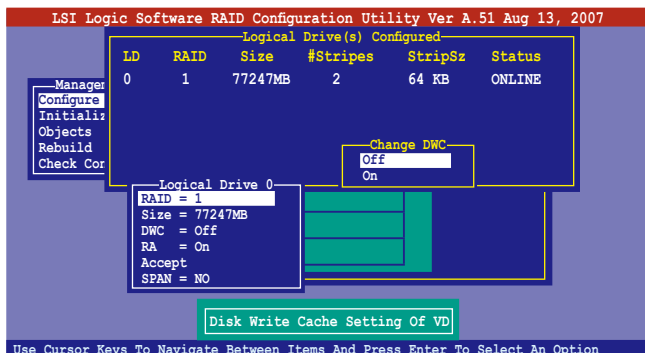 LSI Logic Software RAID Configuration Utility Ver A.51 Aug 13, 2007
Logical Drive(s) Configured
LD RAID Size #Stripes StripSz Status
0 1 77247MB 2 64 KB ONLINE
Managem
Configure
Initializ
Objects
Rebuild
Check Con
Change DWC
Off
On
Logical Drive 0
RAID = 1
Size = 77247MB
DWC = Off
RA = On
Accept
SPAN = NO
Disk Write Cache Setting Of VD
Use Cursor Keys To Navigate Between Items And Press Enter To Select An Option